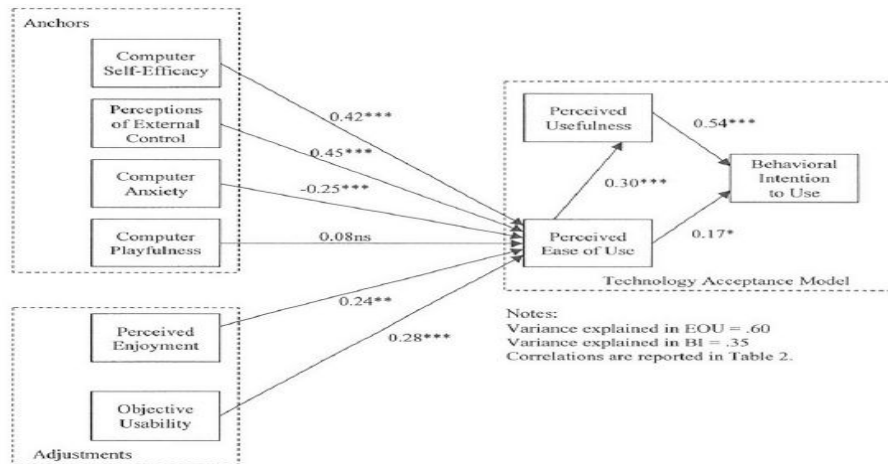 Anchors
Computer
Self-Efficacy
Perceptions
of External
Control
Computer
Anxiety
Computer
Playfulness
0.42***
0.45***
-0.25***
0.08ns
0.24**
0.28***
Perceived
Enjoyment
Objective
Usability
Adjustments
Perceived
Usefulness
0.54***
Behavioral
Intention
to Use
0.30***
Perceived
Ease of Use
0.17*
Technology Acceptance Model
Notes:
Variance explained in EOU = .60
Variance explained in BI = .35
Correlations are reported in Table 2.